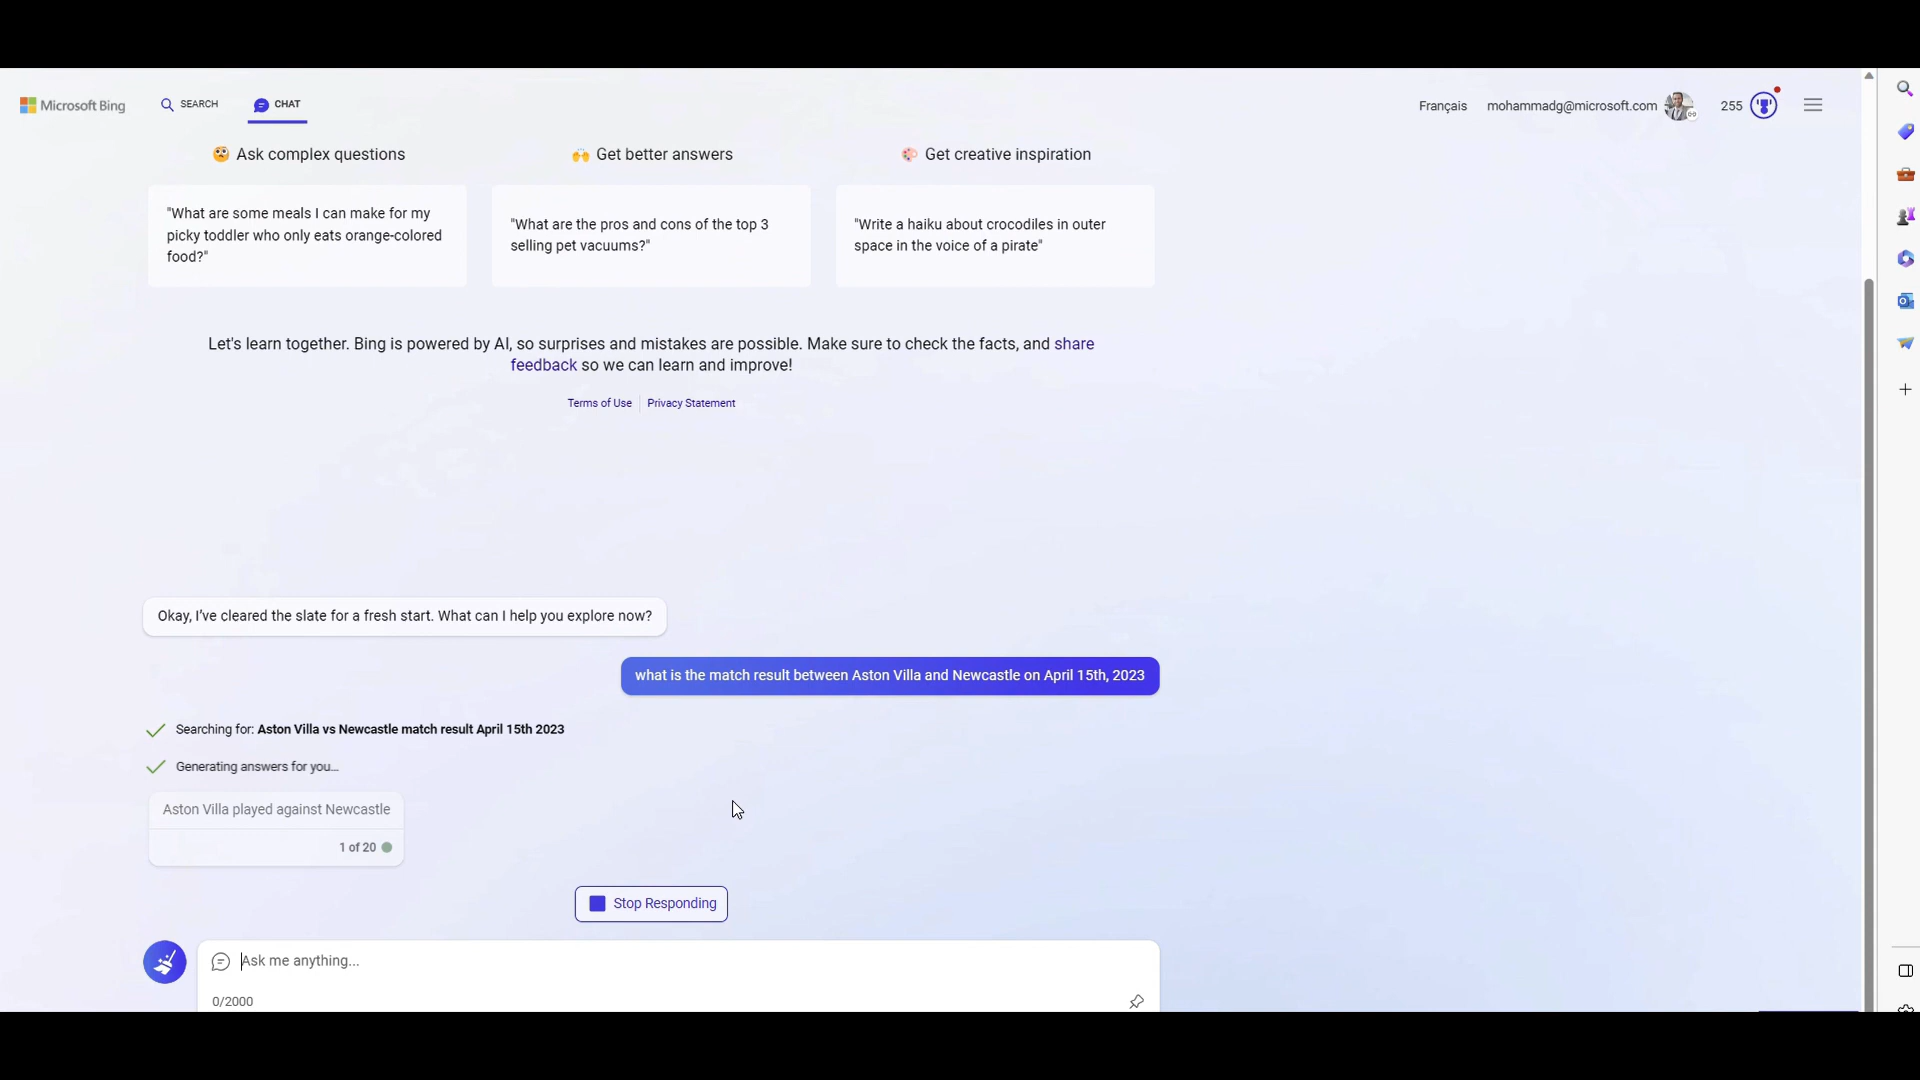 Microsoft Bing
SEARCH
CHAT
Français
mohammadg@microsoft.com
255
Ask complex questions
Get better answers
Get creative inspiration
"What are some meals I can make for my
picky toddler who only eats orange-colored
food?"
"What are the pros and cons of the top 3
selling pet vacuums?"
"Write a haiku about crocodiles in outer
space in the voice of a pirate"
Let's learn together. Bing is powered by AI, so surprises and mistakes are possible. Make sure to check the facts, and share
feedback so we can learn and improve!
Terms of Use
Privacy Statement
Okay, I've cleared the slate for a fresh start. What can I help you explore now?
what is the match result between Aston Villa and Newcastle on April 15th, 2023
Searching for: Aston Villa vs Newcastle match result April 15th 2023
Generating answers for you...
Aston Villa played against Newcastle
1 of 20
Stop Responding
Ask me anything...
0/2000